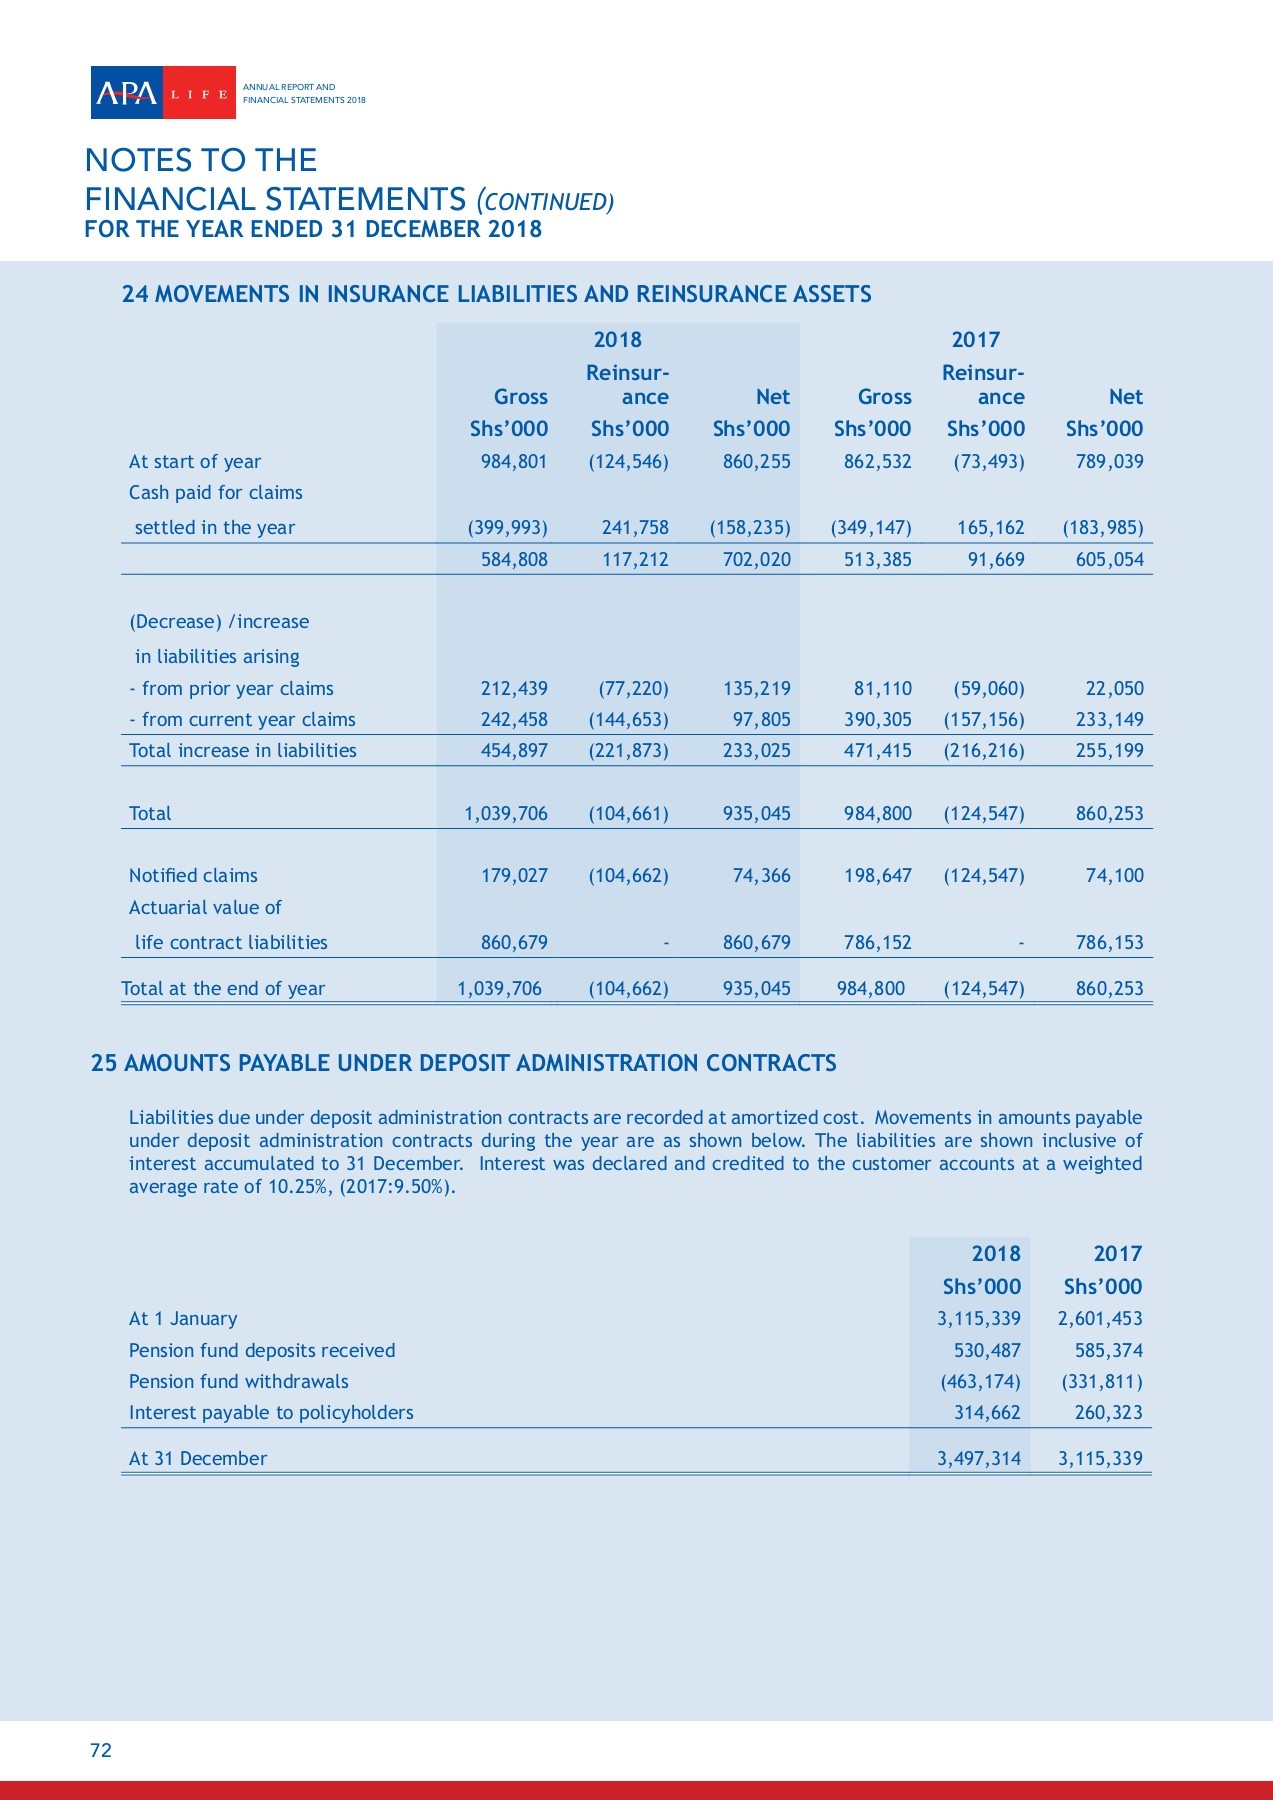 APA LIFE
ANNUAL REPORT AND
FINANCIAL STATEMENTS 2018
NOTES TO THE
FINANCIAL STATEMENTS (CONTINUED)
FOR THE YEAR ENDED 31 DECEMBER 2018
24 MOVEMENTS IN INSURANCE LIABILITIES AND REINSURANCE ASSETS
2018 2017
Reinsur- Reinsur-
Gross ance Net Gross ance Net
Shs’000 Shs’000 Shs’000 Shs’000 Shs’000 Shs’000
At start of year 984,801 (124,546) 860,255 862,532 (73,493) 789,039
Cash paid for claims
settled in the year (399,993) 241,758 (158,235) (349,147) 165,162 (183,985)
584,808 117,212 702,020 513,385 91,669 605,054
(Decrease) /increase
in liabilities arising
- from prior year claims 212,439 (77,220) 135,219 81,110 (59,060) 22,050
- from current year claims 242,458 (144,653) 97,805 390,305 (157,156) 233,149
Total increase in liabilities 454,897 (221,873) 233,025 471,415 (216,216) 255,199
Total 1,039,706 (104,661) 935,045 984,800 (124,547) 860,253
Notified claims 179,027 (104,662) 74,366 198,647 (124,547) 74,100
Actuarial value of
life contract liabilities 860,679 - 860,679 786,152 - 786,153
Total at the end of year 1,039,706 (104,662) 935,045 984,800 (124,547) 860,253
25 AMOUNTS PAYABLE UNDER DEPOSIT ADMINISTRATION CONTRACTS
Liabilities due under deposit administration contracts are recorded at amortized cost. Movements in amounts payable
under deposit administration contracts during the year are as shown below. The liabilities are shown inclusive of
interest accumulated to 31 December. Interest was declared and credited to the customer accounts at a weighted
average rate of 10.25%, (2017:9.50%).
2018 2017
Shs’000 Shs’000
At 1 January 3,115,339 2,601,453
Pension fund deposits received 530,487 585,374
Pension fund withdrawals (463,174) (331,811)
Interest payable to policyholders 314,662 260,323
At 31 December 3,497,314 3,115,339
72